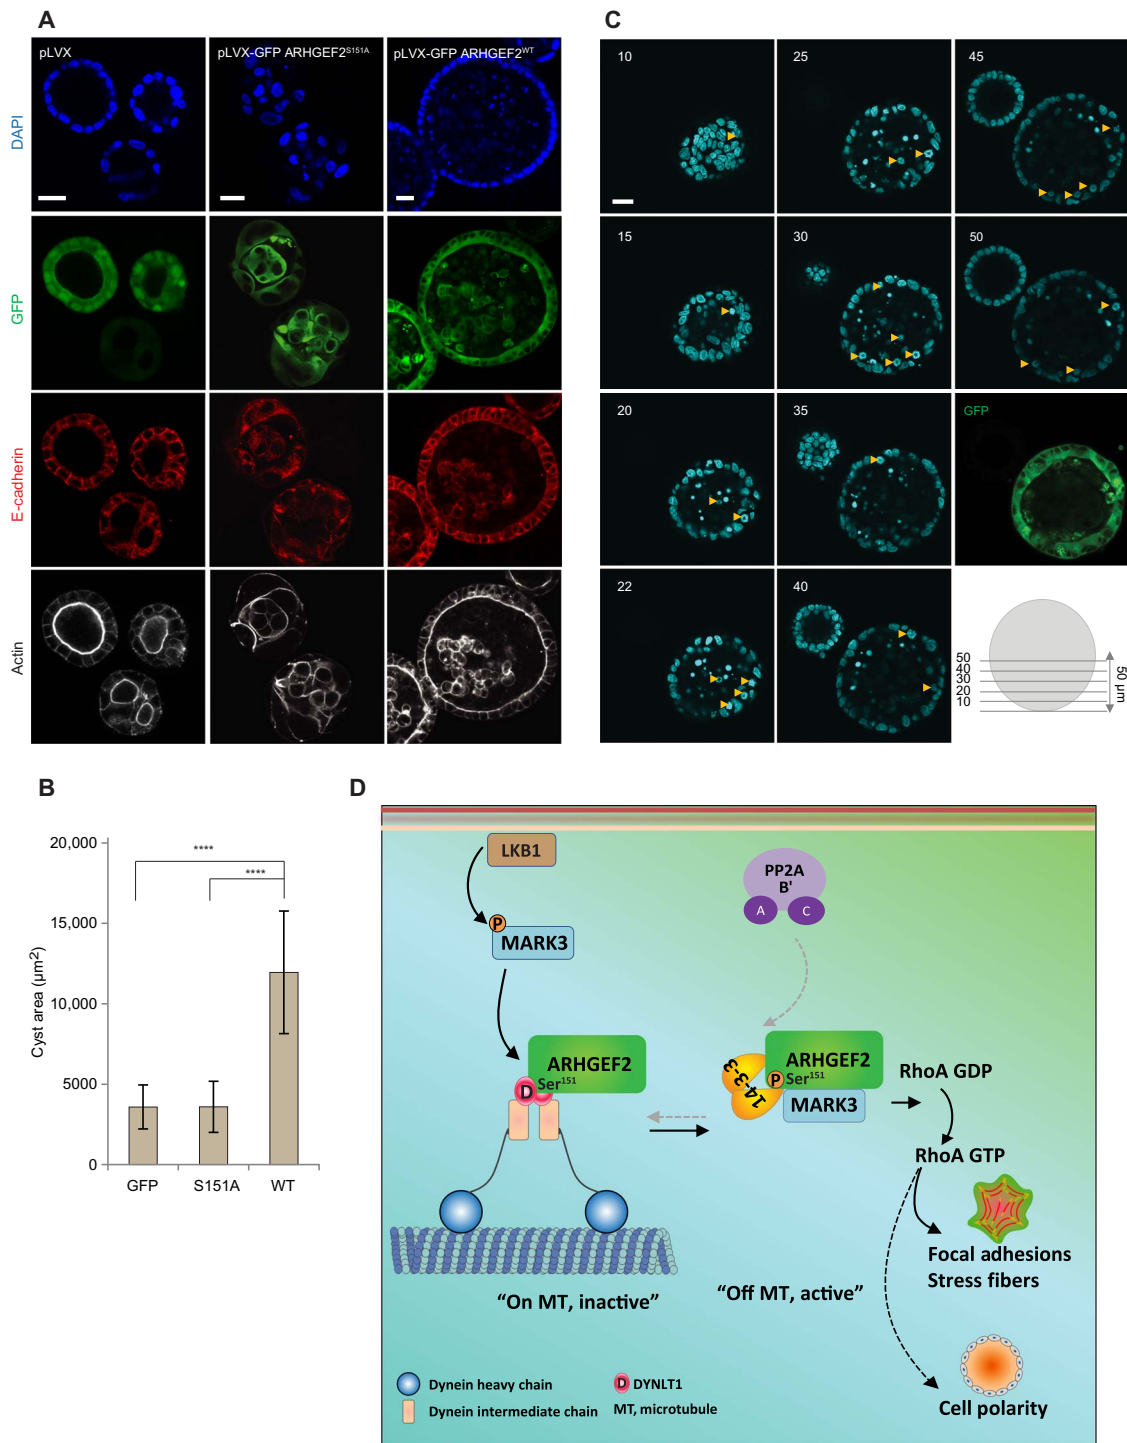 A
pLVX
pLVX-GFP ARHGEF2S151A
pLVX-GFP ARHGEF2WT
DAPI
GFP
E-cadherin
Actin
C
10
25
45
15
30
50
20
35
GFP
22
40
50
40
30
20
10
50 µm
B
Cyst area (µm²)
20,000
15,000
10,000
5000
0
****
****
GFP
S151A
WT
D
LKB1
P
MARK3
ARHGEF2
Ser151
D
PP2A
B'
A
C
14-3-3
ARHGEF2
P
Ser151
MARK3
RhoA GDP
RhoA GTP
Focal adhesions
Stress fibers
"On MT, inactive"
"Off MT, active"
Cell polarity
Dynein heavy chain
Dynein intermediate chain
D
DYNLT1
MT, microtubule